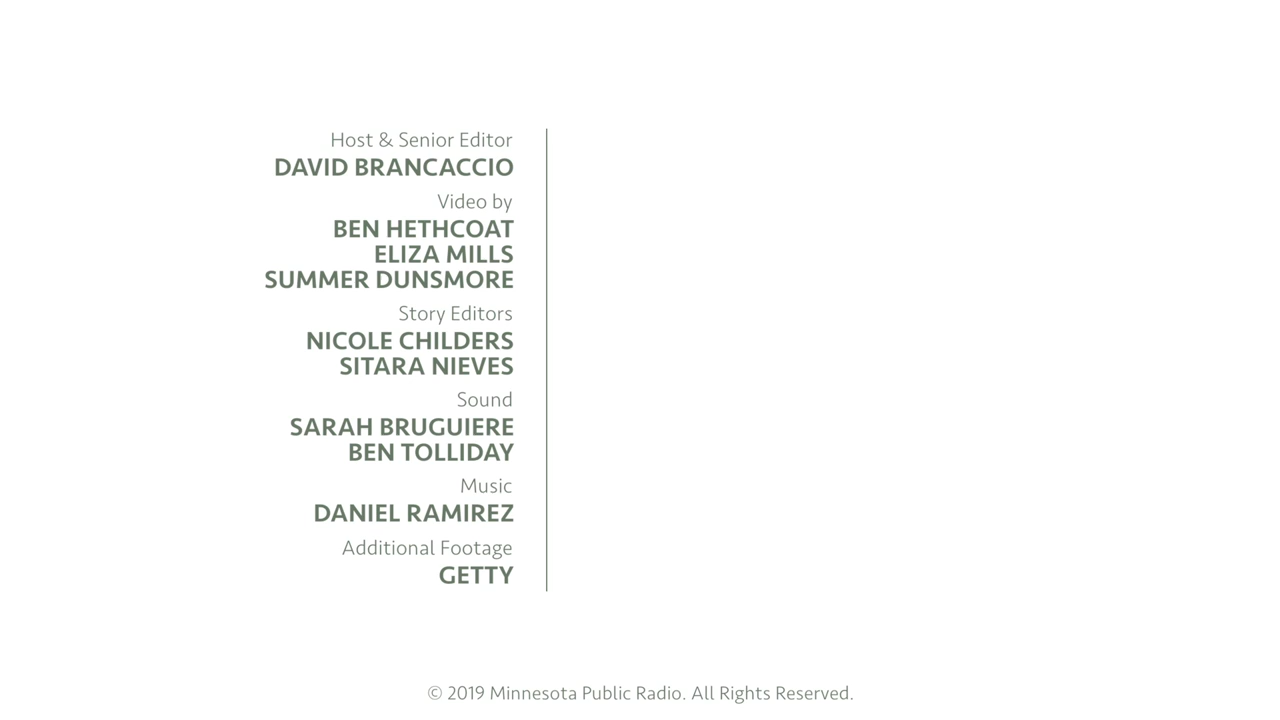 Host & Senior Editor
DAVID BRANCACCIO
Video by
BEN HETHCOAT
ELIZA MILLS
SUMMER DUNSMORE
Story Editors
NICOLE CHILDERS
SITARA NIEVES
Sound
SARAH BRUGUIERE
BEN TOLLIDAY
Music
DANIEL RAMIREZ
Additional Footage
GETTY
© 2019 Minnesota Public Radio. All Rights Reserved.